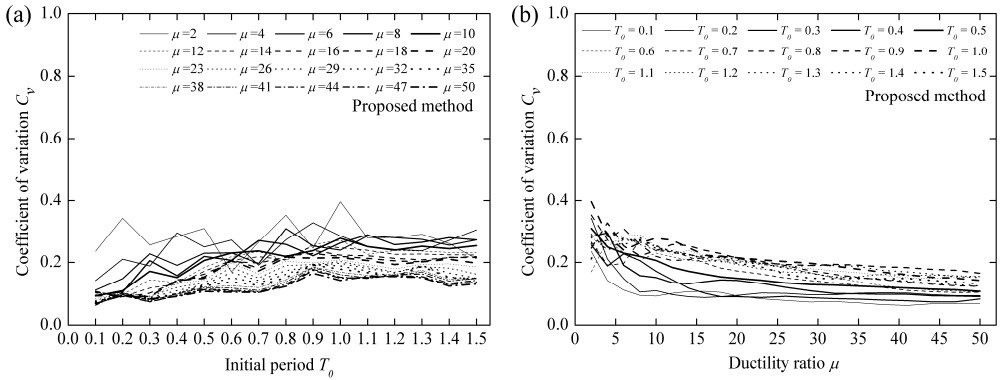 (a)
Coefficient of variation Cᵥ
1.0
0.8
0.6
0.4
0.2
0.0
μ=2 μ=4 μ=6 μ=8 μ=10
μ=12 μ=14 μ=16 μ=18 μ=20
μ=23 μ=26 μ=29 μ=32 μ=35
μ=38 μ=41 μ=44 μ=47 μ=50
Proposed method
0.0 0.1 0.2 0.3 0.4 0.5 0.6 0.7 0.8 0.9 1.0 1.1 1.2 1.3 1.4 1.5
Initial period T₀
(b)
Coefficient of variation Cᵥ
1.0
0.8
0.6
0.4
0.2
0.0
T₀ = 0.1 T₀ = 0.2 T₀ = 0.3 T₀ = 0.4 T₀ = 0.5
T₀ = 0.6 T₀ = 0.7 T₀ = 0.8 T₀ = 0.9 T₀ = 1.0
T₀ = 1.1 T₀ = 1.2 T₀ = 1.3 T₀ = 1.4 T₀ = 1.5
Proposed method
0 5 10 15 20 25 30 35 40 45 50
Ductility ratio μ